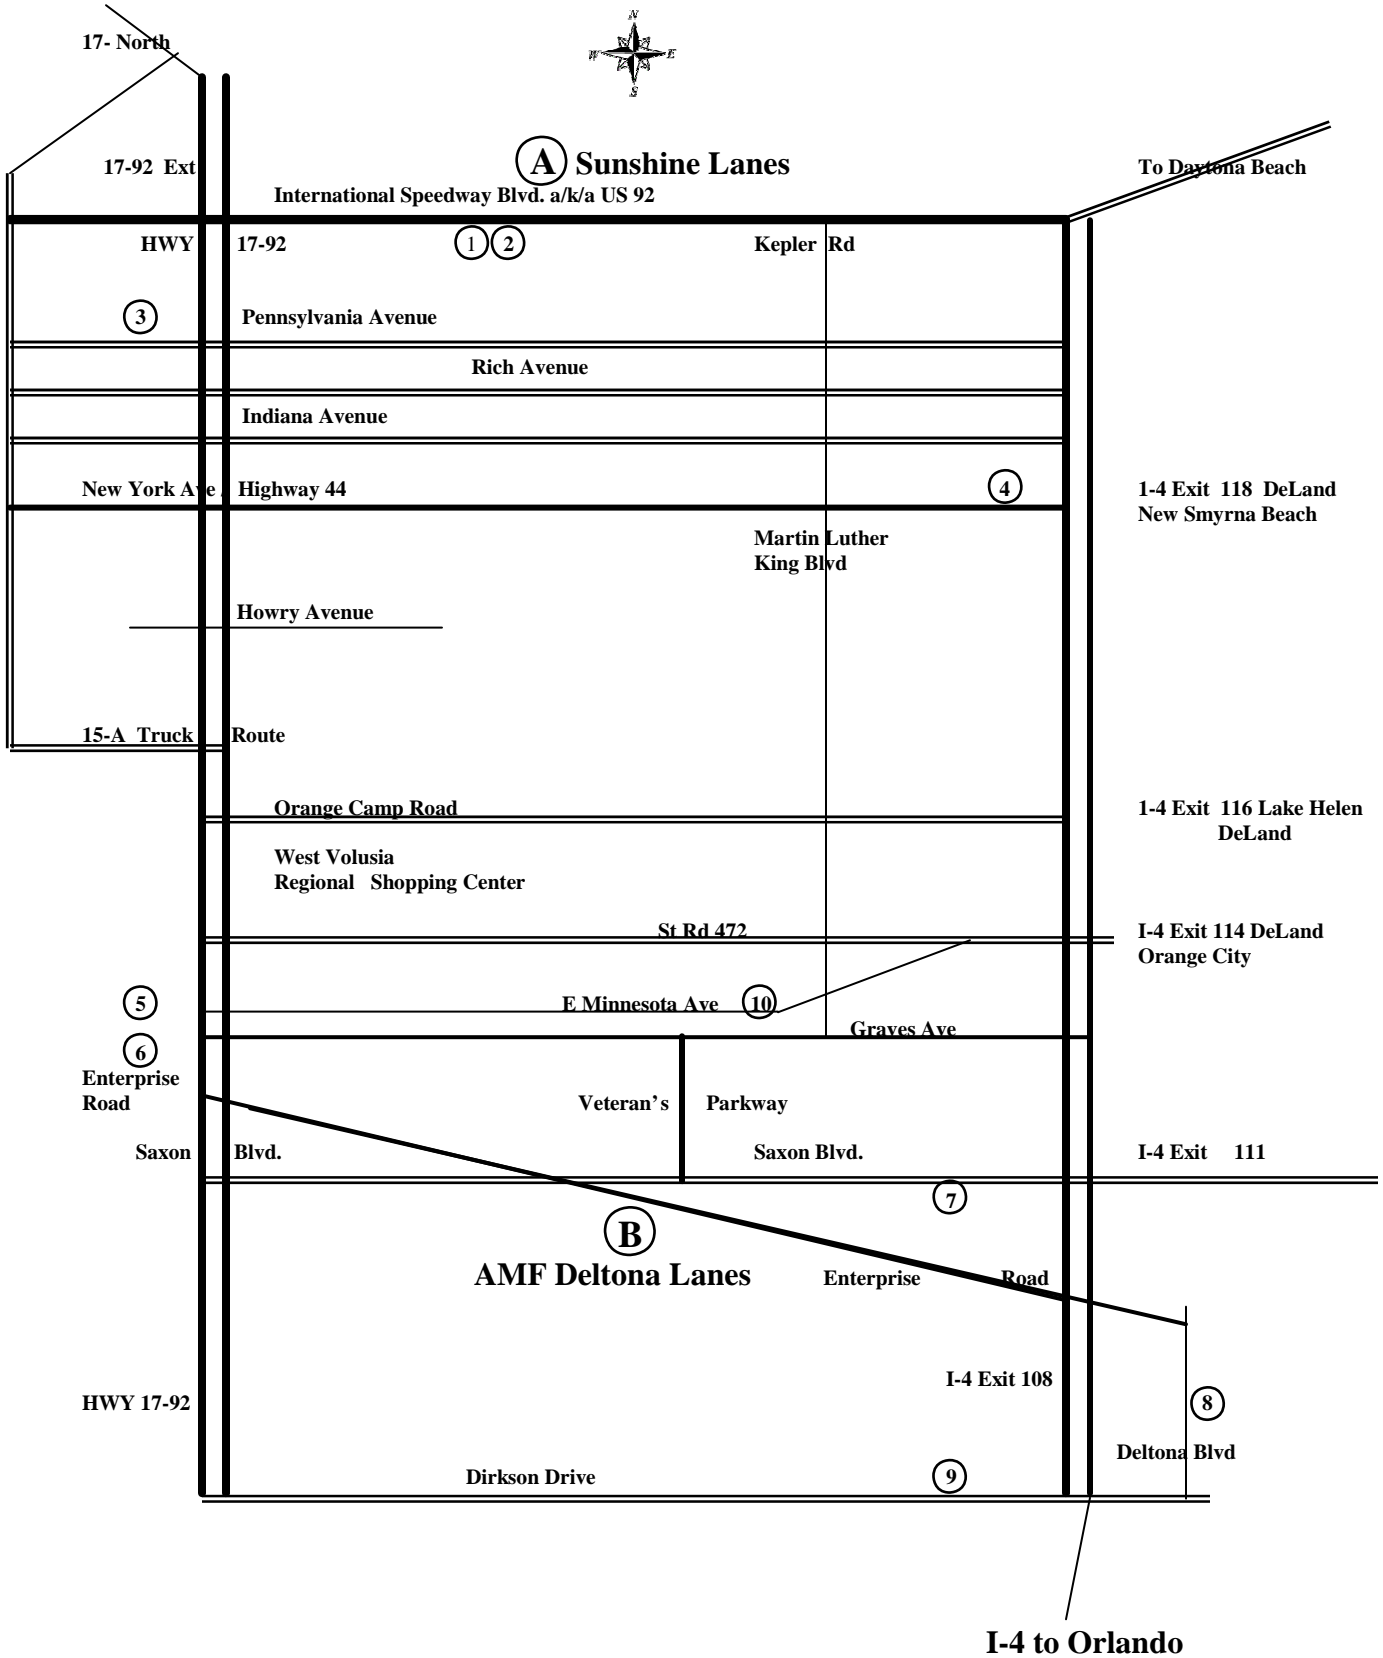 N
W E
S
17- North
A Sunshine Lanes
17-92 Ext
To Daytona Beach
International Speedway Blvd. a/k/a US 92
HWY 17-92
1 2
Kepler Rd
3
Pennsylvania Avenue
Rich Avenue
Indiana Avenue
New York Ave / Highway 44
4
1-4 Exit 118 DeLand
New Smyrna Beach
Martin Luther
King Blvd
Howry Avenue
15-A Truck Route
Orange Camp Road
1-4 Exit 116 Lake Helen
DeLand
West Volusia
Regional Shopping Center
St Rd 472
I-4 Exit 114 DeLand
Orange City
5
E Minnesota Ave 10
Graves Ave
6
Enterprise
Road
Veteran's Parkway
Saxon Blvd.
Saxon Blvd.
I-4 Exit 111
7
B
AMF Deltona Lanes
Enterprise Road
I-4 Exit 108
HWY 17-92
8
Deltona Blvd
Dirkson Drive
9
I-4 to Orlando